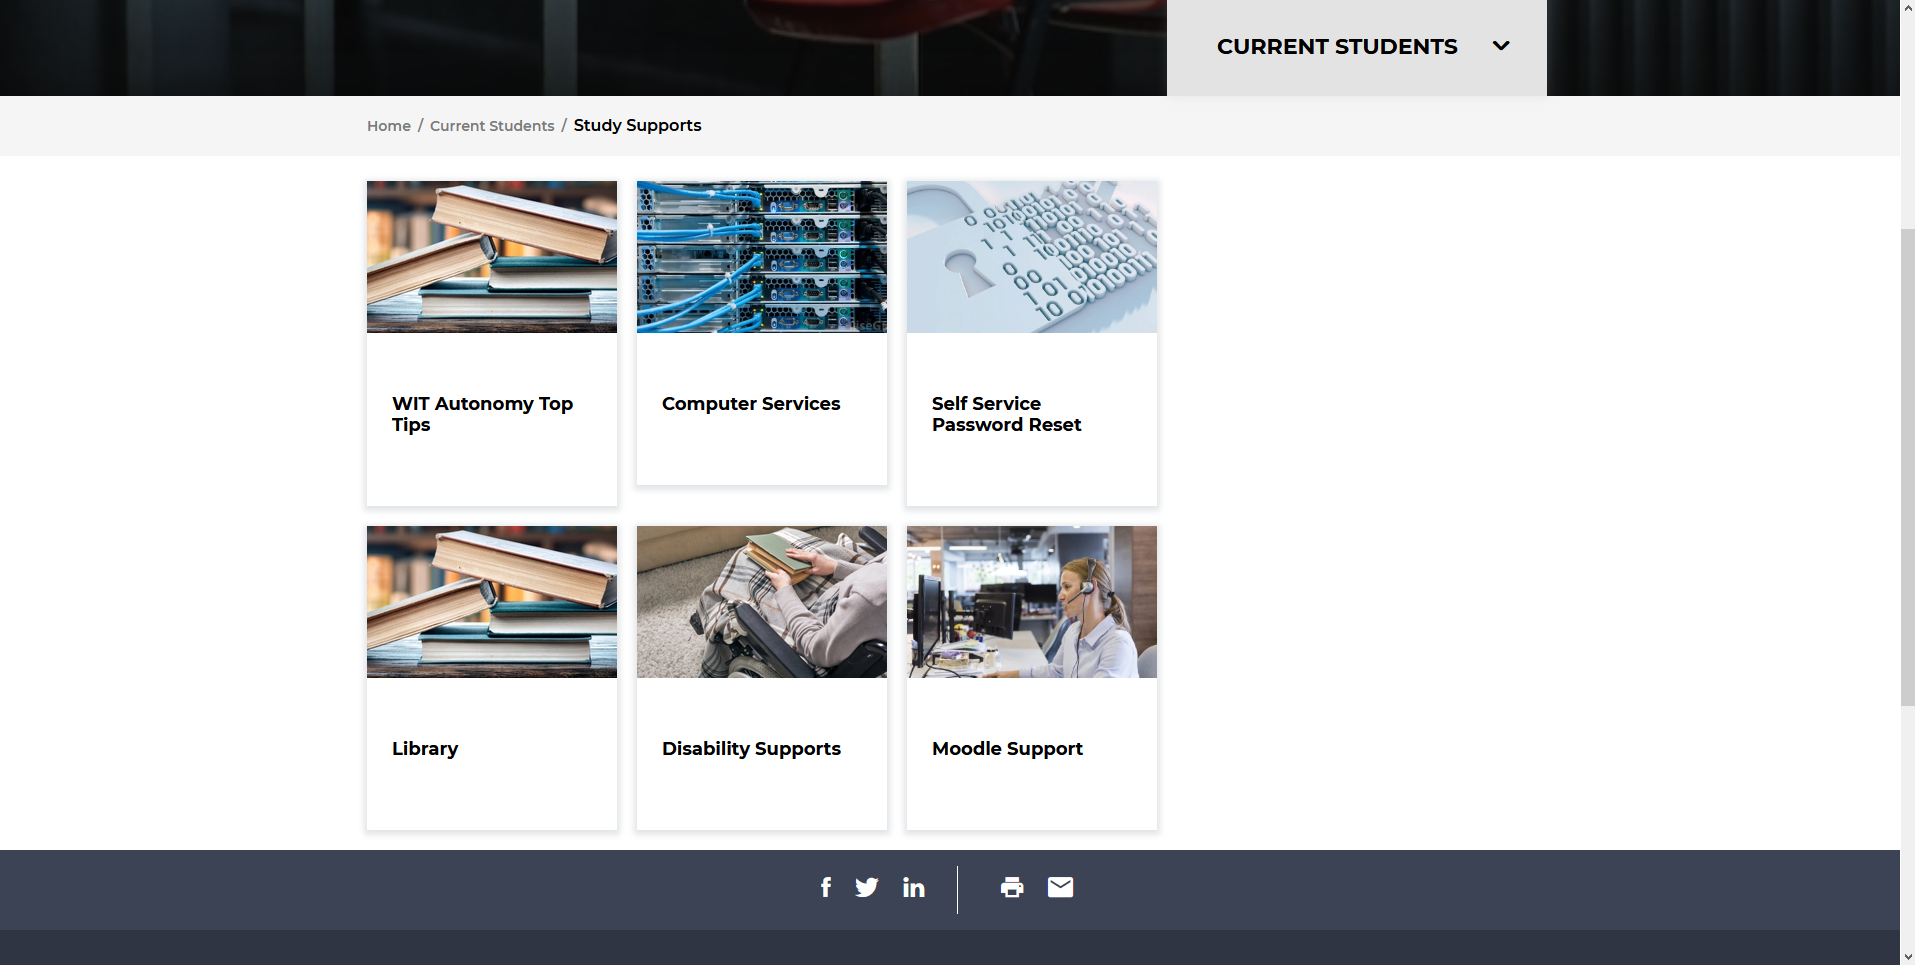 CURRENT STUDENTS
Home / Current Students / Study Supports
WIT Autonomy Top
Tips
Computer Services
Self Service
Password Reset
Library
Disability Supports
Moodle Support